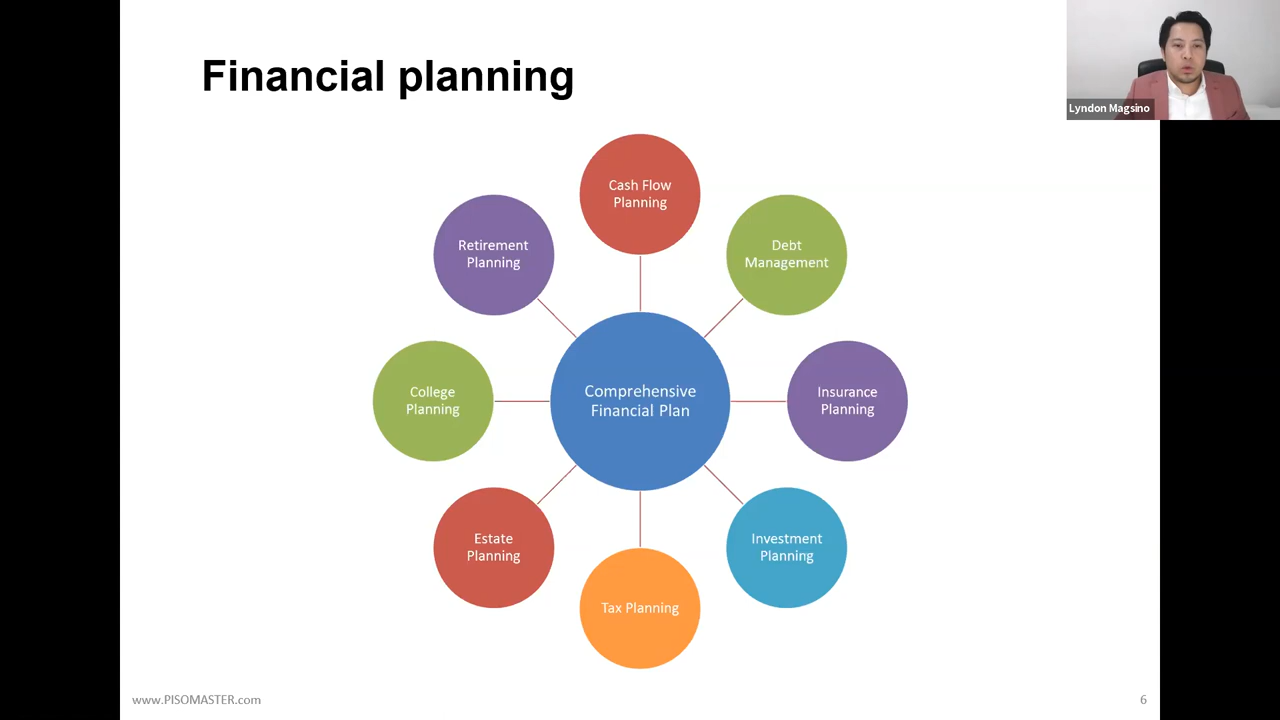 Financial planning
Lyndon Magsino
Cash Flow
Planning
Debt
Management
Insurance
Planning
Investment
Planning
Tax Planning
Estate
Planning
College
Planning
Retirement
Planning
Comprehensive
Financial Plan
www.PISOMASTER.com
6